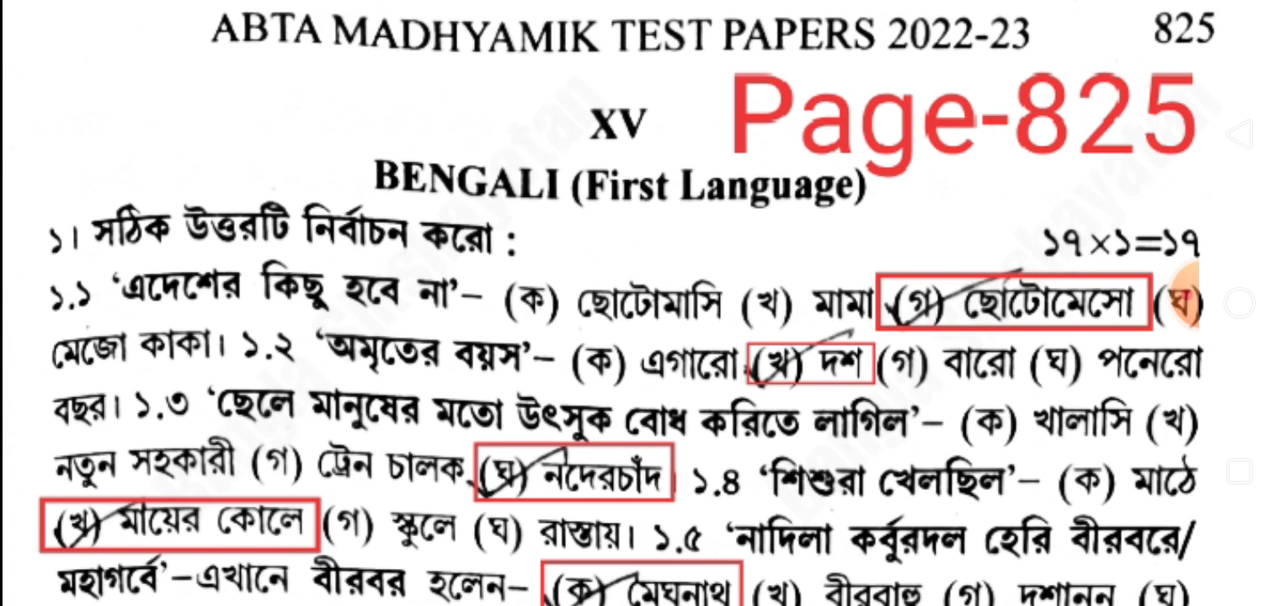 ABTA MADHYAMIK TEST PAPERS 2022-23 825
Page-825
XV
BENGALI (First Language)
১। সঠিক উত্তরটি নির্বাচন করো : ১৭×১=১৭
১.১ ‘এদেশের কিছু হবে না’– (ক) ছোটোমাসি (খ) মামা (গ) ছোটোমেসো (ঘ)
মেজো কাকা। ১.২ ‘অমৃতের বয়স’– (ক) এগারো (খ) দশ (গ) বারো (ঘ) পনেরো
বছর। ১.৩ ‘ছেলে মানুষের মতো উৎসুক বোধ করিতে লাগিল’– (ক) খালাসি (খ)
নতুন সহকারী (গ) ট্রেন চালক (ঘ) নদেরচাঁদ। ১.৪ ‘শিশুরা খেলছিল’– (ক) মাঠে
(খ) মায়ের কোলে (গ) স্কুলে (ঘ) রাস্তায়। ১.৫ ‘নাদিলা কর্বুরদল হেরি বীরবরে/
মহাগর্বে’–এখানে বীরবর হলেন– (ক) মেঘনাথ (খ) বীরবাহু (গ) দশানন (ঘ)